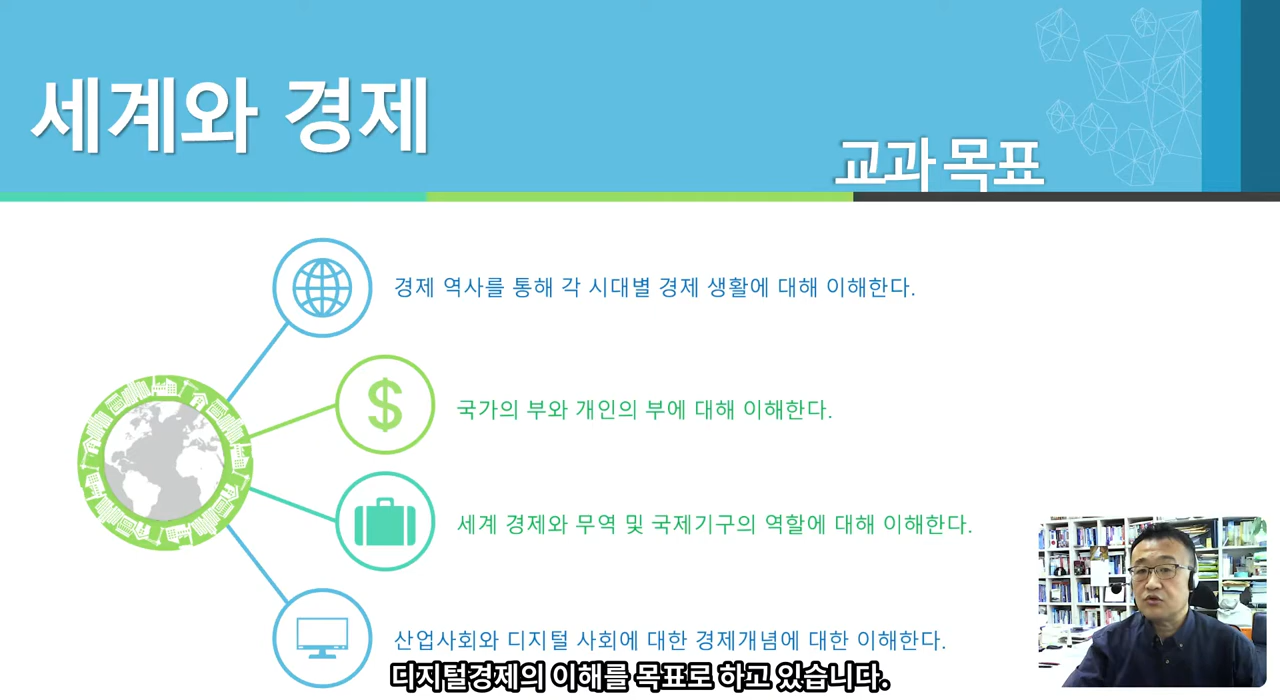 세계와 경제
교과 목표
경제 역사를 통해 각 시대별 경제 생활에 대해 이해한다.
국가의 부와 개인의 부에 대해 이해한다.
세계 경제와 무역 및 국제기구의 역할에 대해 이해한다.
산업사회와 디지털 사회에 대한 경제개념에 대한 이해한다.
디지털경제의 이해를 목표로 하고 있습니다.